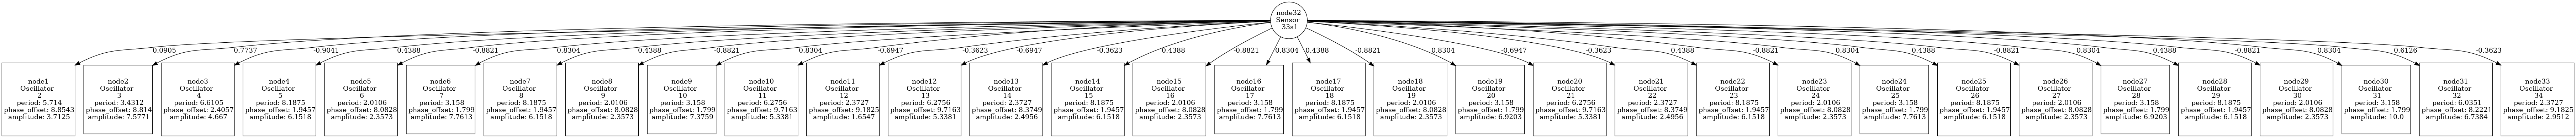 node32
Sensor
33s1
0.0905
0.7737
-0.9041
0.4388
-0.8821
0.8304
0.4388
-0.8821
0.8304
-0.6947
-0.3623
-0.6947
-0.3623
0.4388
-0.8821
0.8304
0.4388
-0.8821
0.8304
-0.6947
-0.3623
0.4388
-0.8821
0.8304
0.4388
-0.8821
0.8304
0.4388
-0.8821
0.8304
0.6126
-0.3623
node1
Oscillator
2
period: 5.714
phase_offset: 8.8543
amplitude: 3.7125
node2
Oscillator
3
period: 3.4312
phase_offset: 8.814
amplitude: 7.5771
node3
Oscillator
4
period: 6.6105
phase_offset: 2.4057
amplitude: 4.667
node4
Oscillator
5
period: 8.1875
phase_offset: 1.9457
amplitude: 6.1518
node5
Oscillator
6
period: 2.0106
phase_offset: 8.0828
amplitude: 2.3573
node6
Oscillator
7
period: 3.158
phase_offset: 1.799
amplitude: 7.7613
node7
Oscillator
8
period: 8.1875
phase_offset: 1.9457
amplitude: 6.1518
node8
Oscillator
9
period: 2.0106
phase_offset: 8.0828
amplitude: 2.3573
node9
Oscillator
10
period: 3.158
phase_offset: 1.799
amplitude: 7.3759
node10
Oscillator
11
period: 6.2756
phase_offset: 9.7163
amplitude: 5.3381
node11
Oscillator
12
period: 2.3727
phase_offset: 9.1825
amplitude: 1.6547
node12
Oscillator
13
period: 6.2756
phase_offset: 9.7163
amplitude: 5.3381
node13
Oscillator
14
period: 2.3727
phase_offset: 8.3749
amplitude: 2.4956
node14
Oscillator
15
period: 8.1875
phase_offset: 1.9457
amplitude: 6.1518
node15
Oscillator
16
period: 2.0106
phase_offset: 8.0828
amplitude: 2.3573
node16
Oscillator
17
period: 3.158
phase_offset: 1.799
amplitude: 7.7613
node17
Oscillator
18
period: 8.1875
phase_offset: 1.9457
amplitude: 6.1518
node18
Oscillator
19
period: 2.0106
phase_offset: 8.0828
amplitude: 2.3573
node19
Oscillator
20
period: 3.158
phase_offset: 1.799
amplitude: 6.9203
node20
Oscillator
21
period: 6.2756
phase_offset: 9.7163
amplitude: 5.3381
node21
Oscillator
22
period: 2.3727
phase_offset: 8.3749
amplitude: 2.4956
node22
Oscillator
23
period: 8.1875
phase_offset: 1.9457
amplitude: 6.1518
node23
Oscillator
24
period: 2.0106
phase_offset: 8.0828
amplitude: 2.3573
node24
Oscillator
25
period: 3.158
phase_offset: 1.799
amplitude: 7.7613
node25
Oscillator
26
period: 8.1875
phase_offset: 1.9457
amplitude: 6.1518
node26
Oscillator
27
period: 2.0106
phase_offset: 8.0828
amplitude: 2.3573
node27
Oscillator
28
period: 3.158
phase_offset: 1.799
amplitude: 6.9203
node28
Oscillator
29
period: 8.1875
phase_offset: 1.9457
amplitude: 6.1518
node29
Oscillator
30
period: 2.0106
phase_offset: 8.0828
amplitude: 2.3573
node30
Oscillator
31
period: 3.158
phase_offset: 1.799
amplitude: 10.0
node31
Oscillator
32
period: 6.0351
phase_offset: 8.2221
amplitude: 6.7384
node33
Oscillator
34
period: 2.3727
phase_offset: 9.1825
amplitude: 2.9512